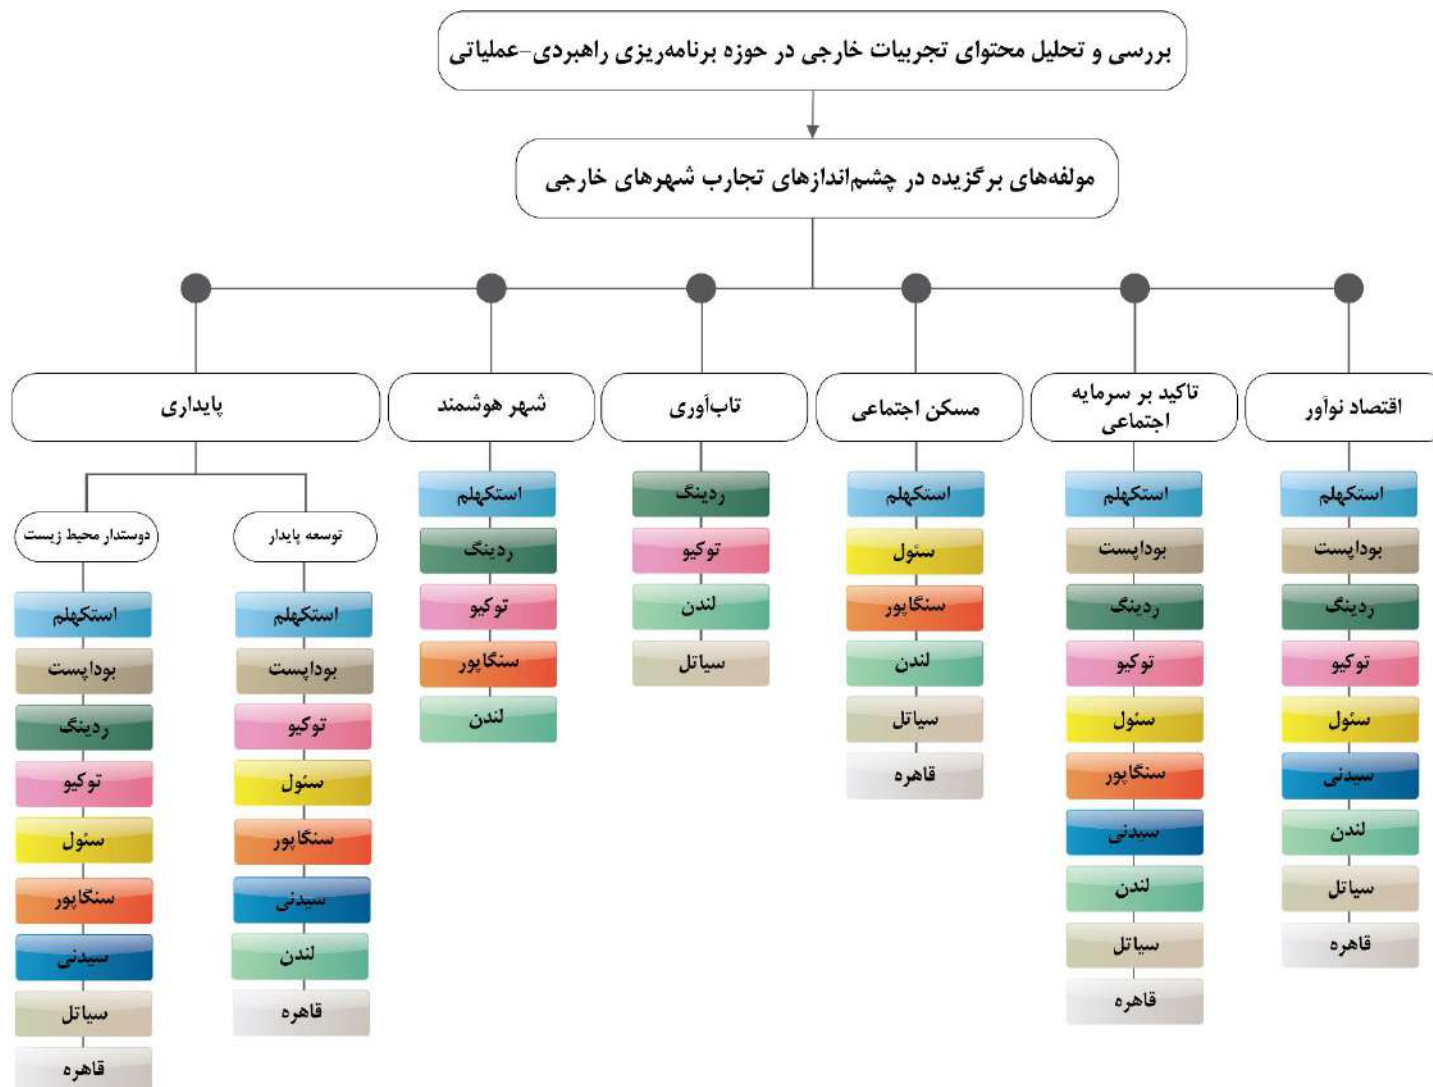 بررسی و تحلیل محتوای تجربیات خارجی در حوزه برنامه‌ریزی راهبردی-عملیاتی
مولفه‌های برگزیده در چشم‌اندازهای تجارب شهرهای خارجی
اقتصاد نوآور
استکهلم
بوداپست
ردینگ
توکیو
سئول
سیدنی
لندن
سیاتل
قاهره
تاکید بر سرمایه
اجتماعی
استکهلم
بوداپست
ردینگ
توکیو
سئول
سنگاپور
سیدنی
لندن
سیاتل
قاهره
مسکن اجتماعی
استکهلم
سئول
سنگاپور
لندن
سیاتل
قاهره
تاب‌آوری
ردینگ
توکیو
لندن
سیاتل
شهر هوشمند
استکهلم
ردینگ
توکیو
سنگاپور
لندن
پایداری
توسعه پایدار
استکهلم
بوداپست
توکیو
سئول
سنگاپور
سیدنی
لندن
قاهره
دوستدار محیط زیست
استکهلم
بوداپست
ردینگ
توکیو
سئول
سنگاپور
سیدنی
سیاتل
قاهره